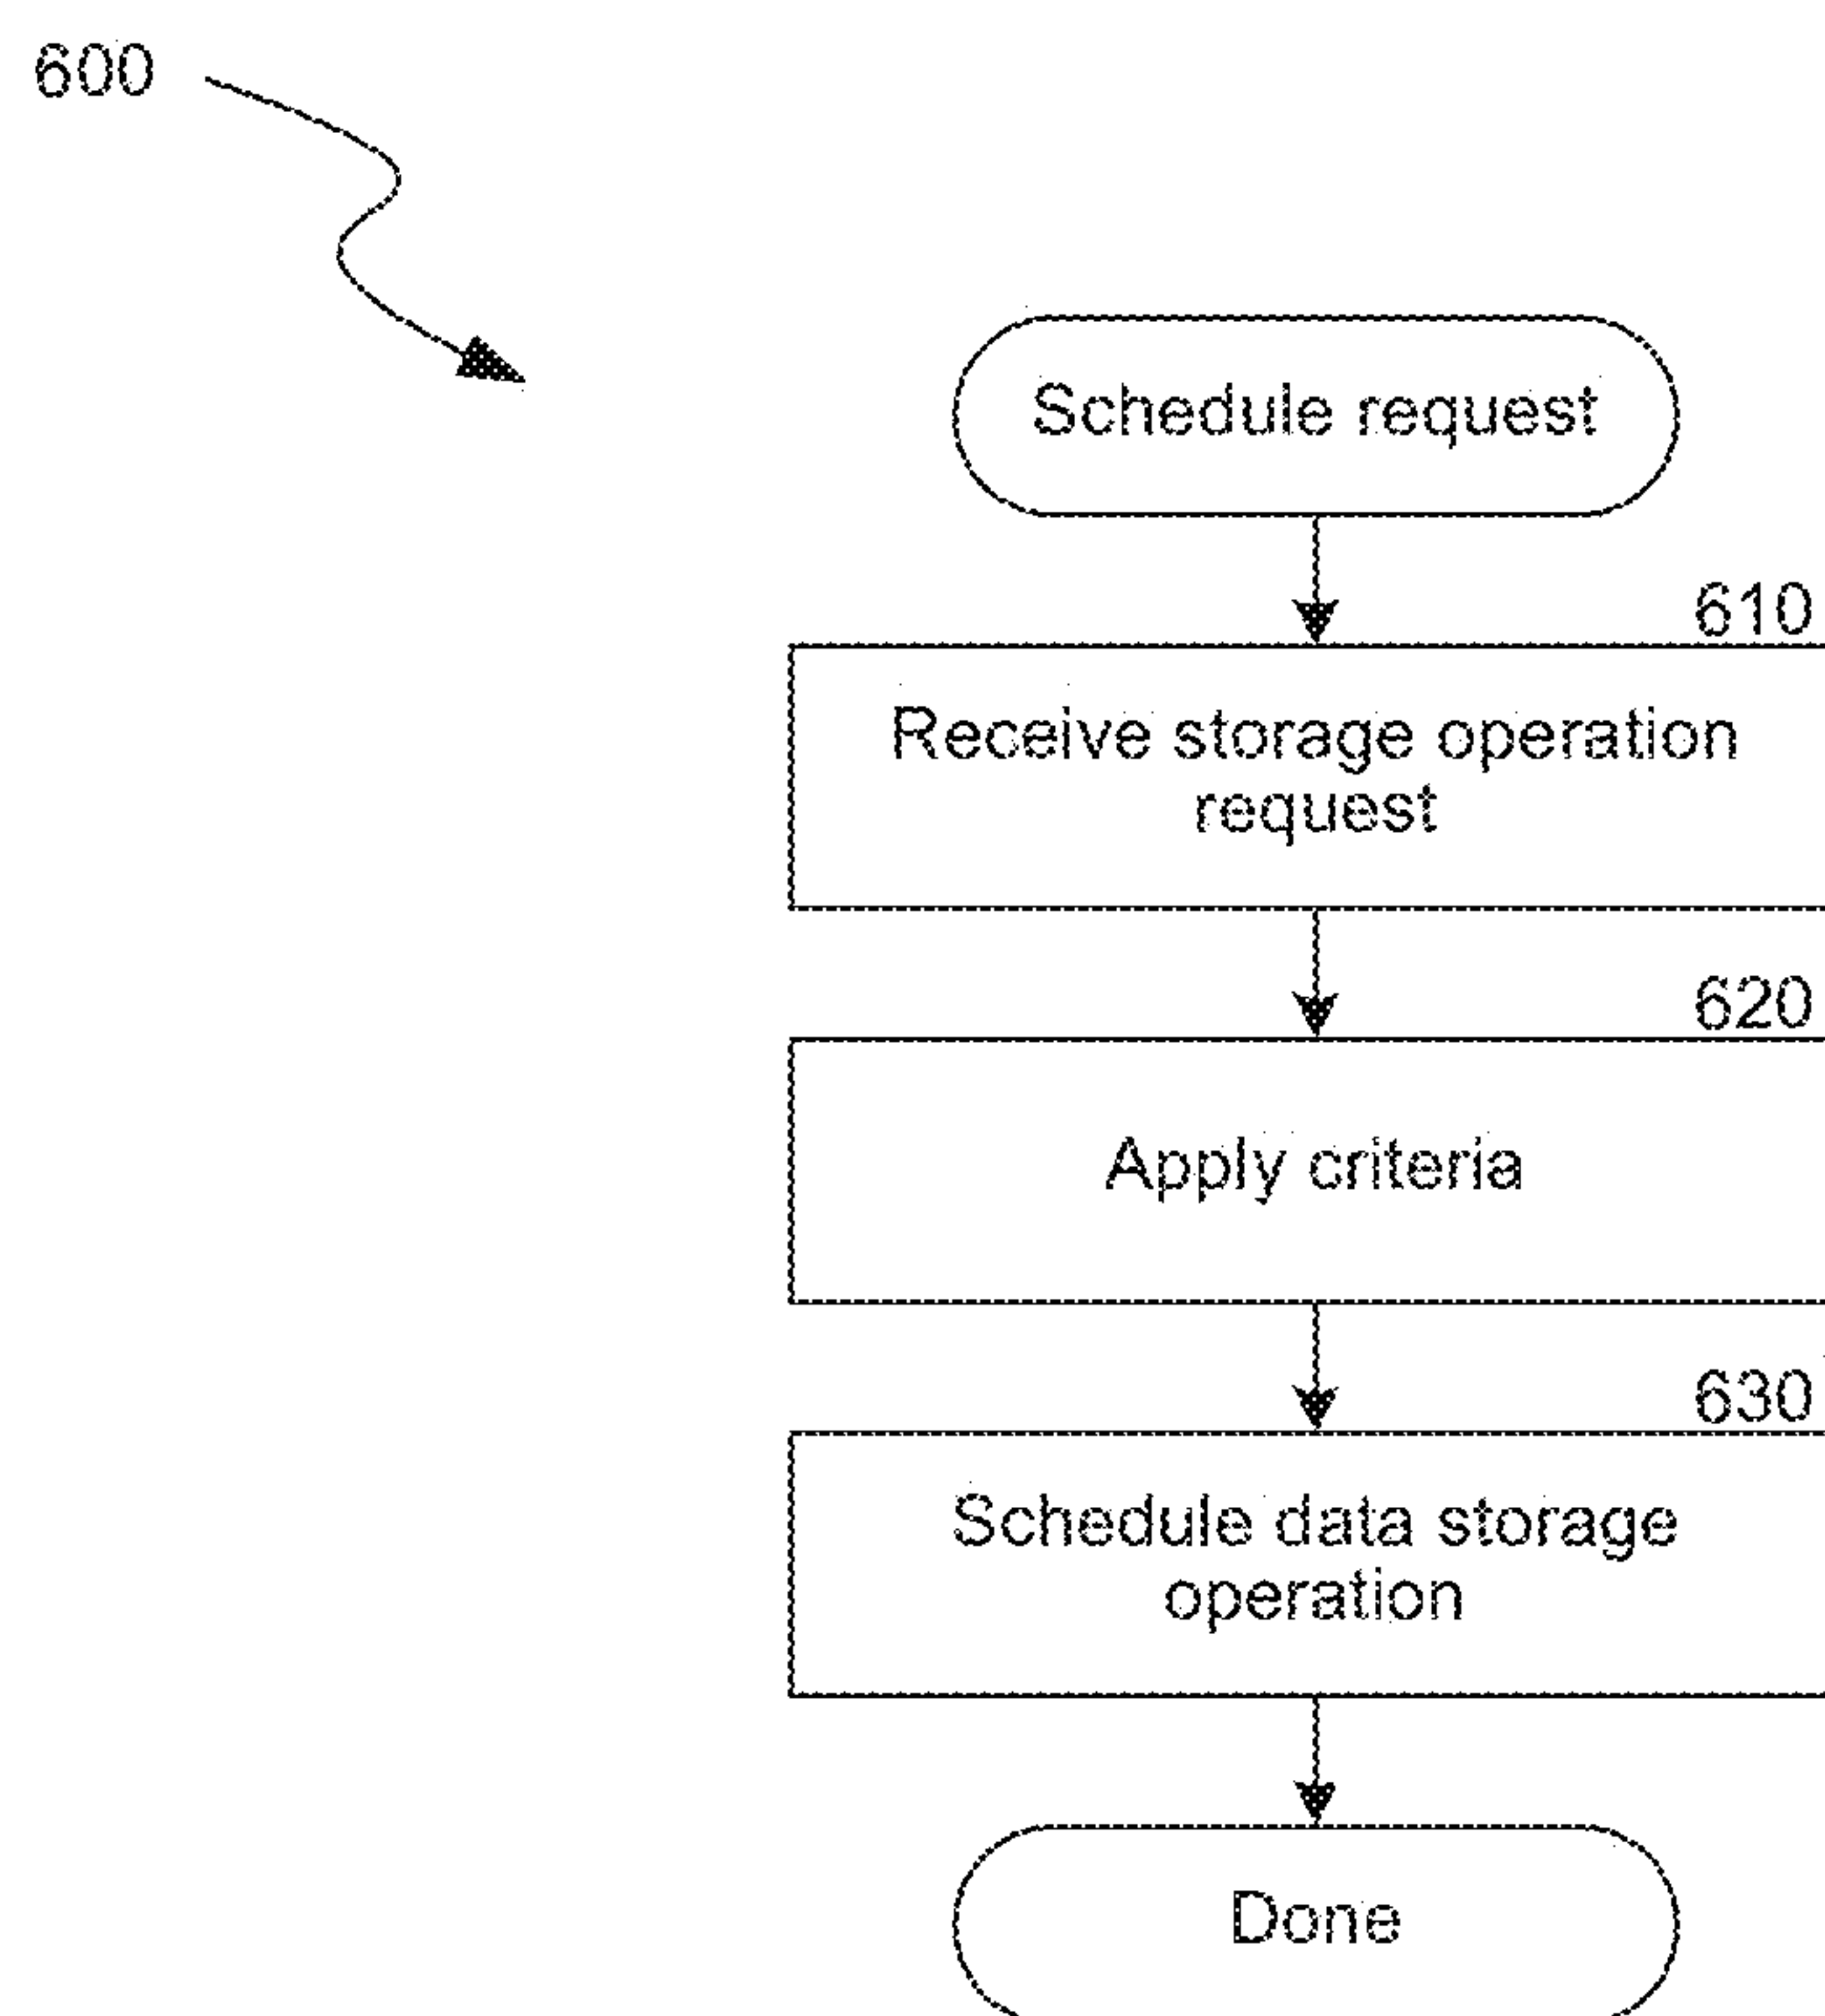 600
Schedule request
610
Receive storage operation
request
620
Apply criteria
630
Schedule data storage
operation
Done